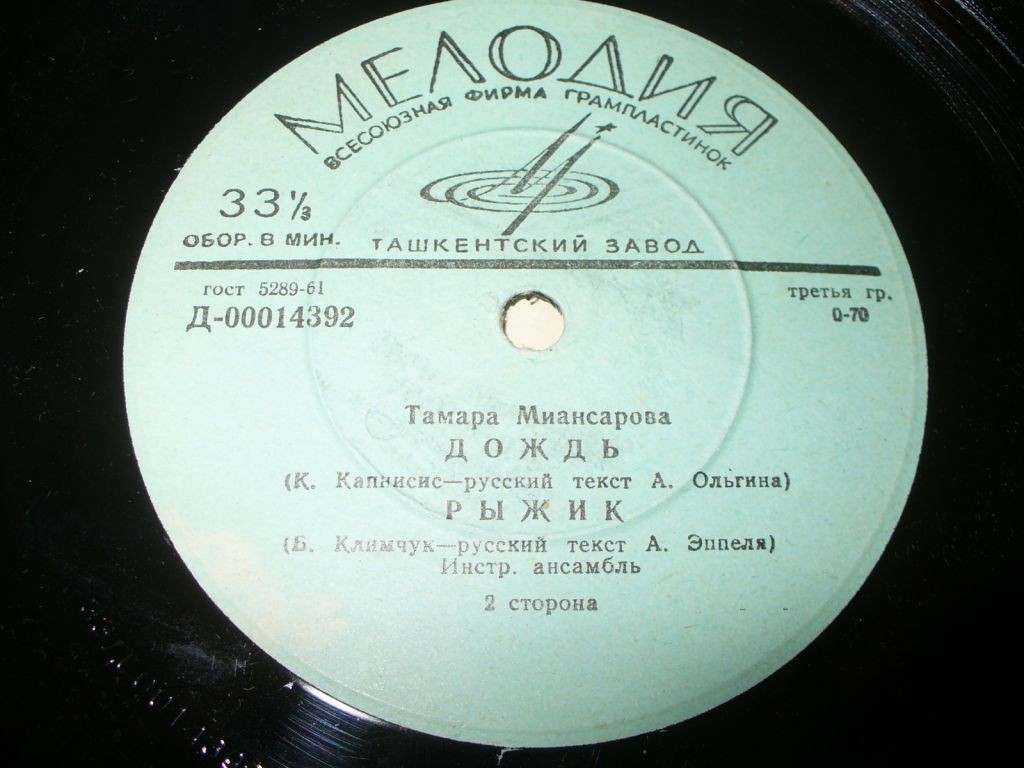 МЕЛОДИЯ
ВСЕСОЮЗНАЯ ФИРМА ГРАМПЛАСТИНОК
33⅓
ОБОР. В МИН.
ТАШКЕНТСКИЙ ЗАВОД
гост 5289-61
Д-00014392
третья гр.
0-70
Тамара Миансарова
ДОЖДЬ
(К. Капнисис—русский текст А. Ольгина)
РЫЖИК
(Б. Климчук—русский текст А. Эппеля)
Инстр. ансамбль
2 сторона